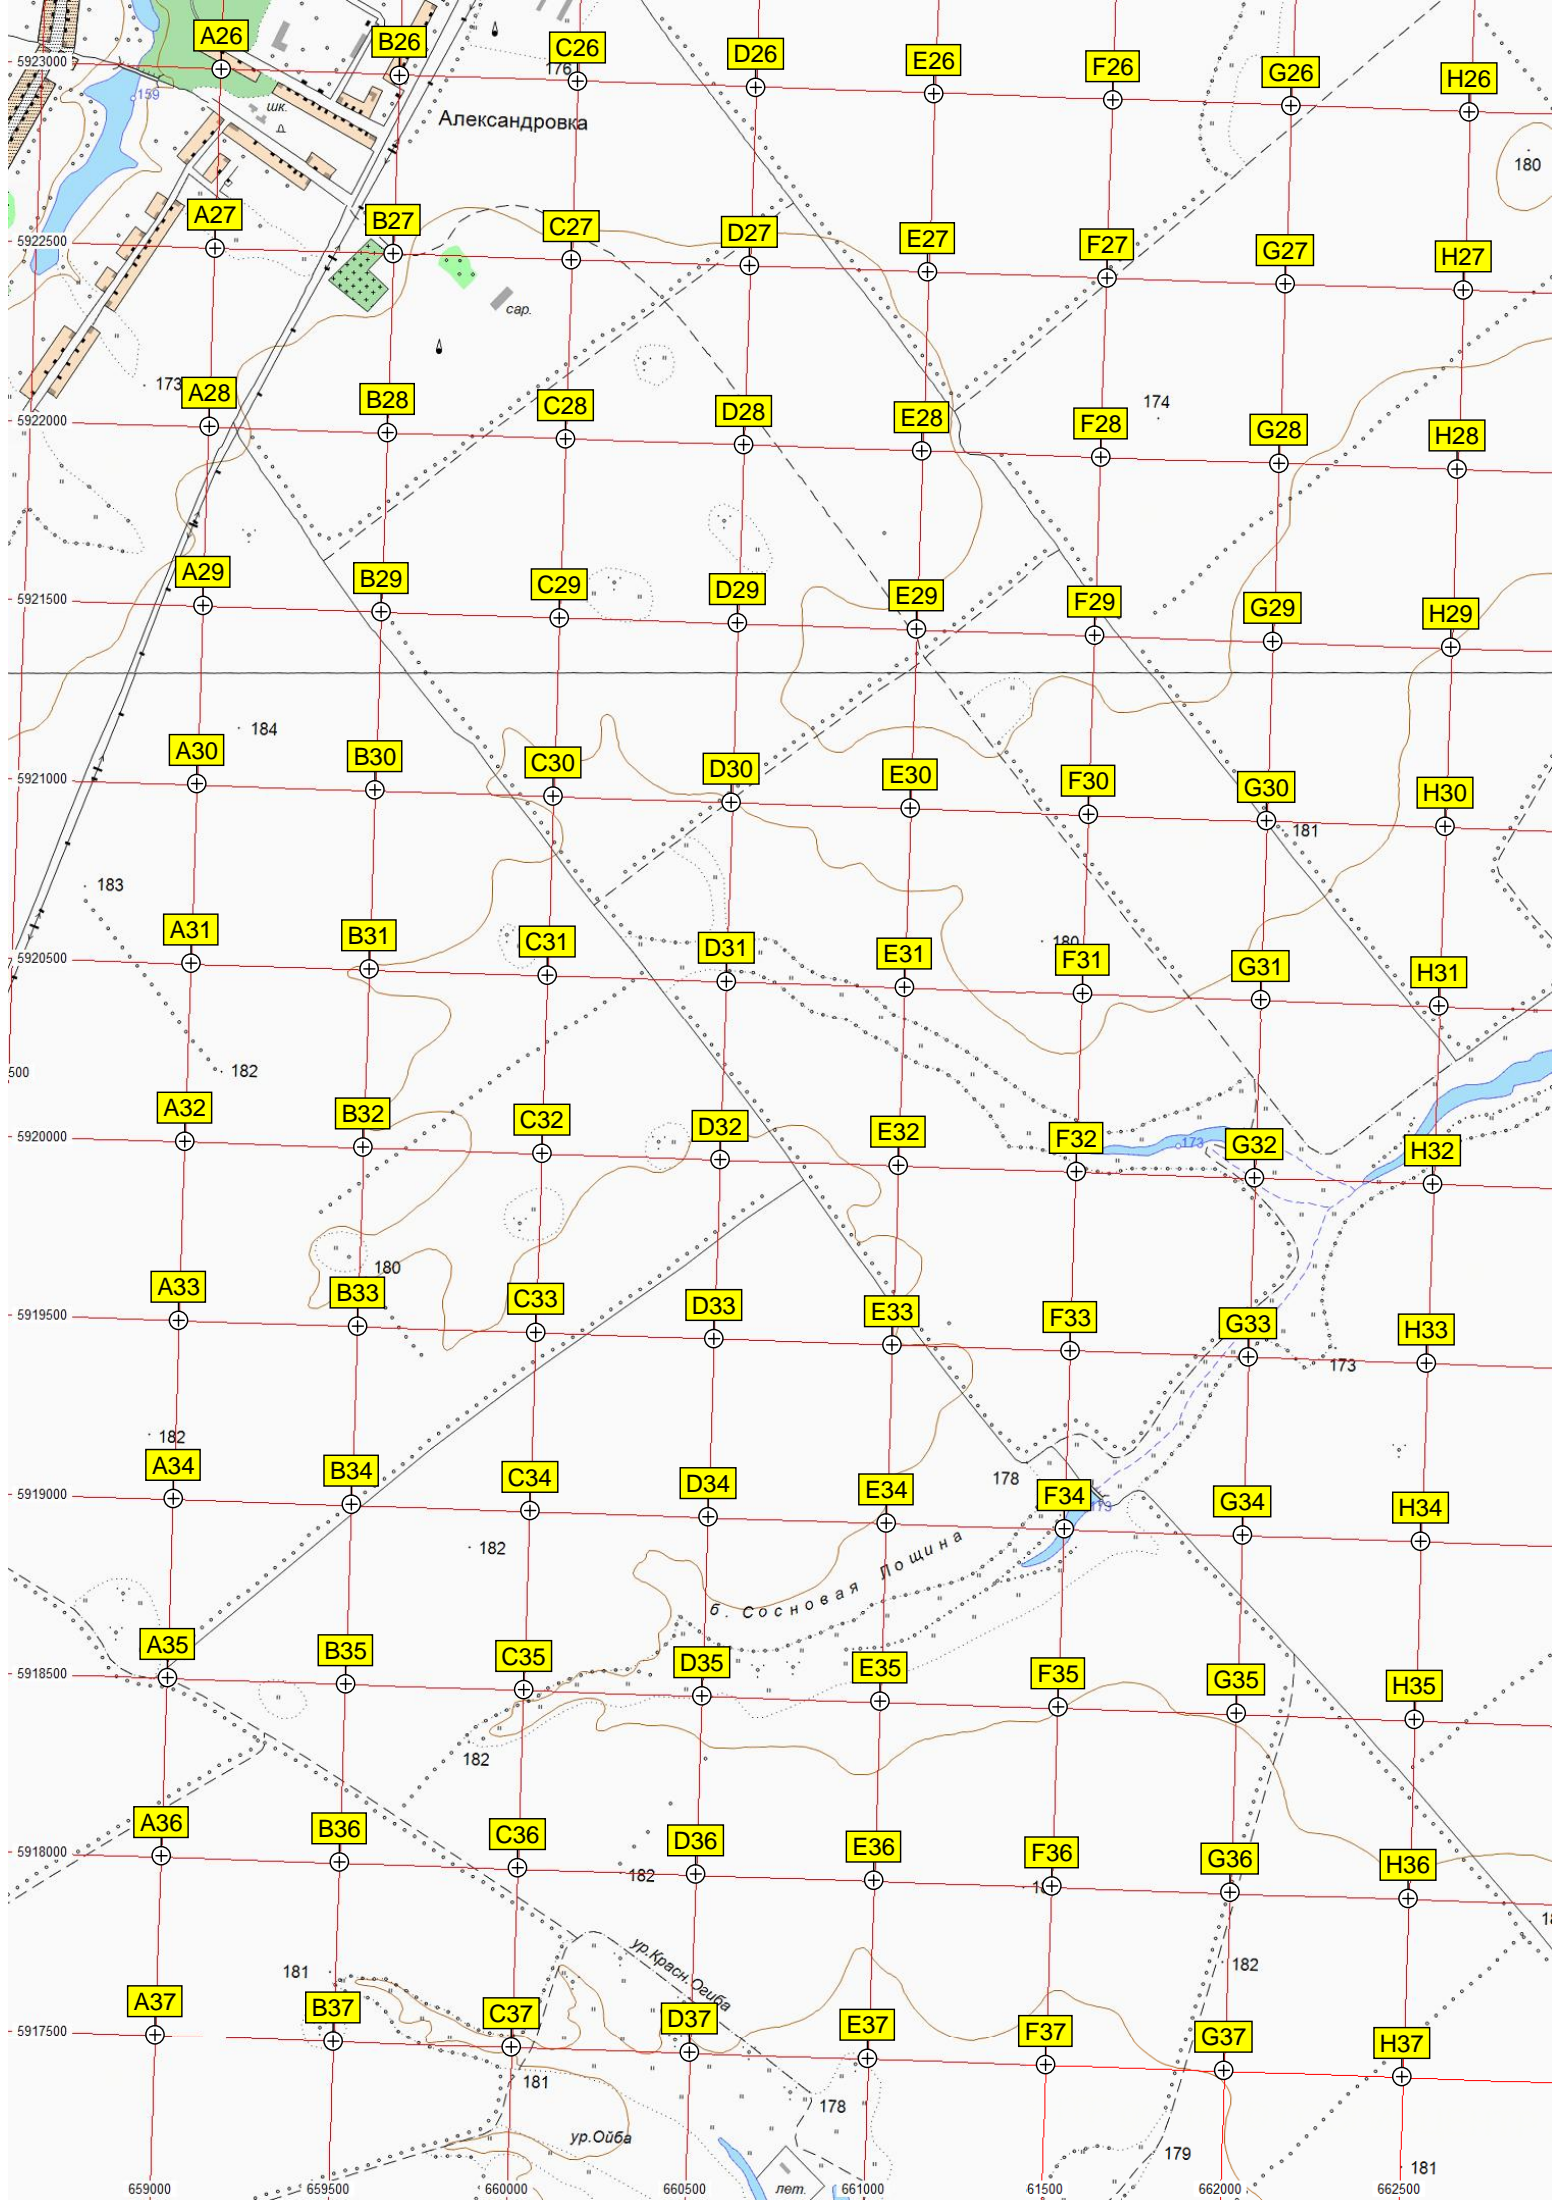 A26 B26 C26 D26 E26 F26 G26 H26
5923000
176
159
шк.
Александровка
180
A27 B27 C27 D27 E27 F27 G27 H27
5922500
сар.
173
174
A28 B28 C28 D28 E28 F28 G28 H28
5922000
A29 B29 C29 D29 E29 F29 G29 H29
5921500
184
A30 B30 C30 D30 E30 F30 G30 H30
5921000
181
183
A31 B31 C31 D31 E31 F31 G31 H31
180
5920500
182
500
A32 B32 C32 D32 E32 F32 G32 H32
5920000
173
180
A33 B33 C33 D33 E33 F33 G33 H33
5919500
173
182
178
A34 B34 C34 D34 E34 F34 G34 H34
5919000
173
182
б. Сосновая Лощина
A35 B35 C35 D35 E35 F35 G35 H35
5918500
182
A36 B36 C36 D36 E36 F36 G36 H36
5918000
182
ур.Красн.Огиба
181
182
A37 B37 C37 D37 E37 F37 G37 H37
5917500
181
178
ур.Ойба
179
181
лет.
659000 659500 660000 660500 661000 61500 662000 662500